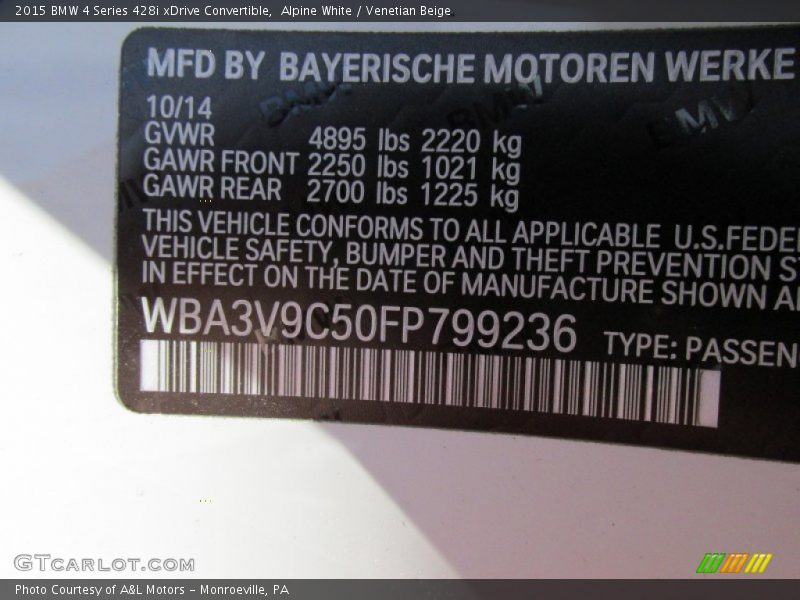 2015 BMW 4 Series 428i xDrive Convertible,  Alpine White / Venetian Beige
MFD BY BAYERISCHE MOTOREN WERKE
10/14
GVWR 4895 lbs 2220 kg
GAWR FRONT 2250 lbs 1021 kg
GAWR REAR 2700 lbs 1225 kg
THIS VEHICLE CONFORMS TO ALL APPLICABLE U.S.FEDE
VEHICLE SAFETY, BUMPER AND THEFT PREVENTION S
IN EFFECT ON THE DATE OF MANUFACTURE SHOWN A
WBA3V9C50FP799236 TYPE: PASSEN
GTCARLOT.COM
Photo Courtesy of A&L Motors - Monroeville, PA